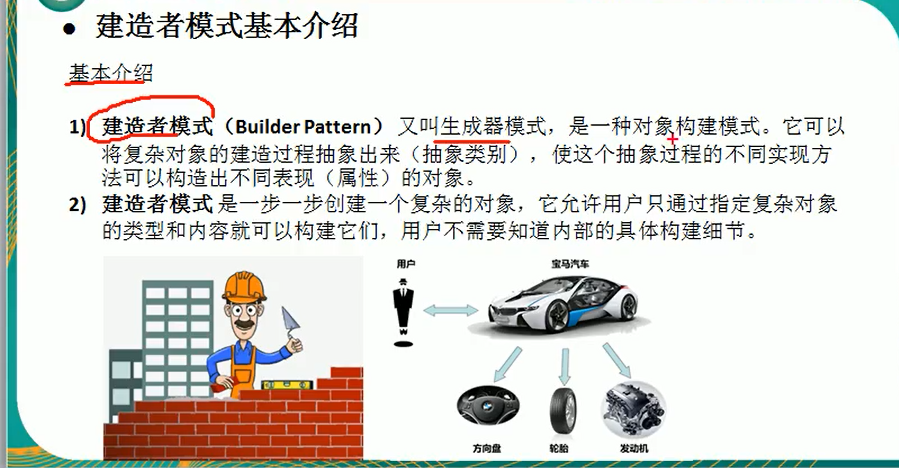 ● 建造者模式基本介绍
基本介绍
1) 建造者模式（Builder Pattern） 又叫生成器模式，是一种对象构建模式。它可以
将复杂对象的建造过程抽象出来（抽象类别），使这个抽象过程的不同实现方
法可以构造出不同表现（属性）的对象。
2) 建造者模式 是一步一步创建一个复杂的对象，它允许用户只通过指定复杂对象
的类型和内容就可以构建它们，用户不需要知道内部的具体构建细节。
用户
宝马汽车
方向盘
轮胎
发动机